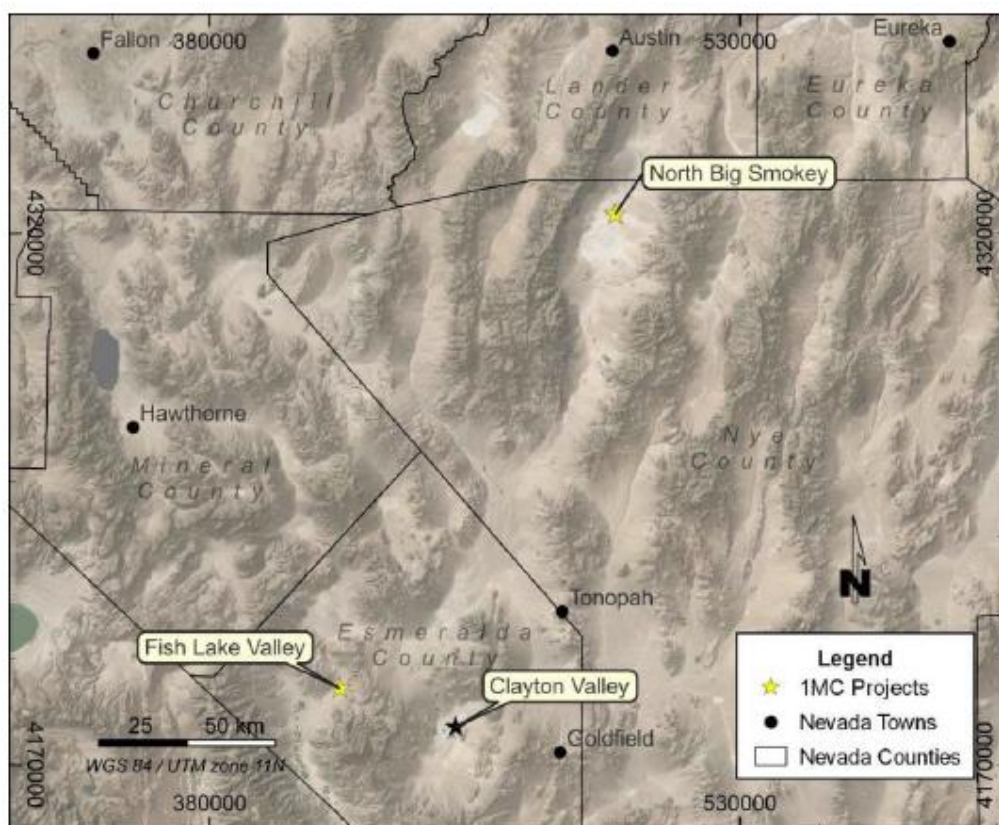 Fallon
380000
Austin
530000
Eureka
Churchill
County
Lander
County
Eureka
County
North Big Smokey
4320000
4320000
Hawthorne
Mineral
County
Nye
County
N
Tonopah
Esmeralda
County
Fish Lake Valley
Clayton Valley
Goldfield
25
50 km
WGS 84 / UTM zone 11N
Legend
1MC Projects
Nevada Towns
Nevada Counties
4170000
4170000
380000
530000